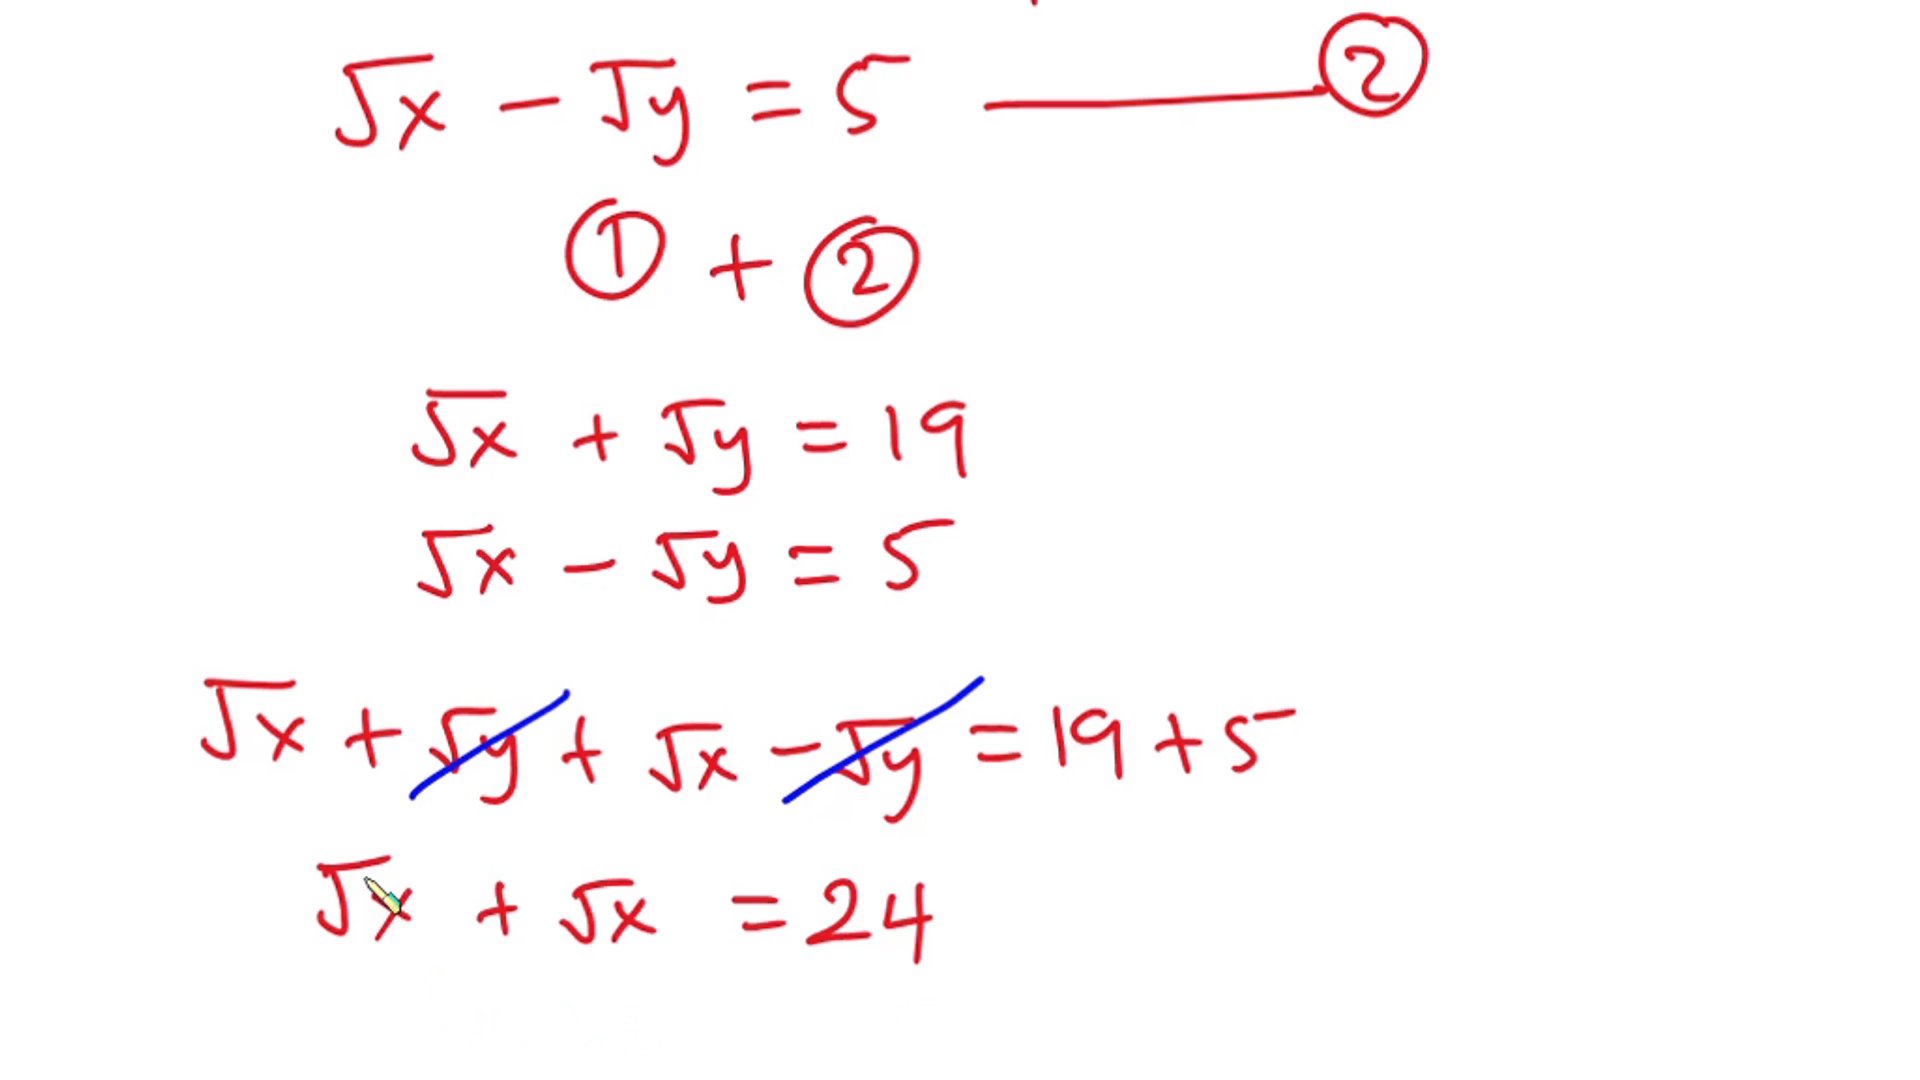 √x - √y = 5 ——— ②
① + ②
√x + √y = 19
√x - √y = 5
√x + √y + √x - √y = 19 + 5
√x + √x = 24